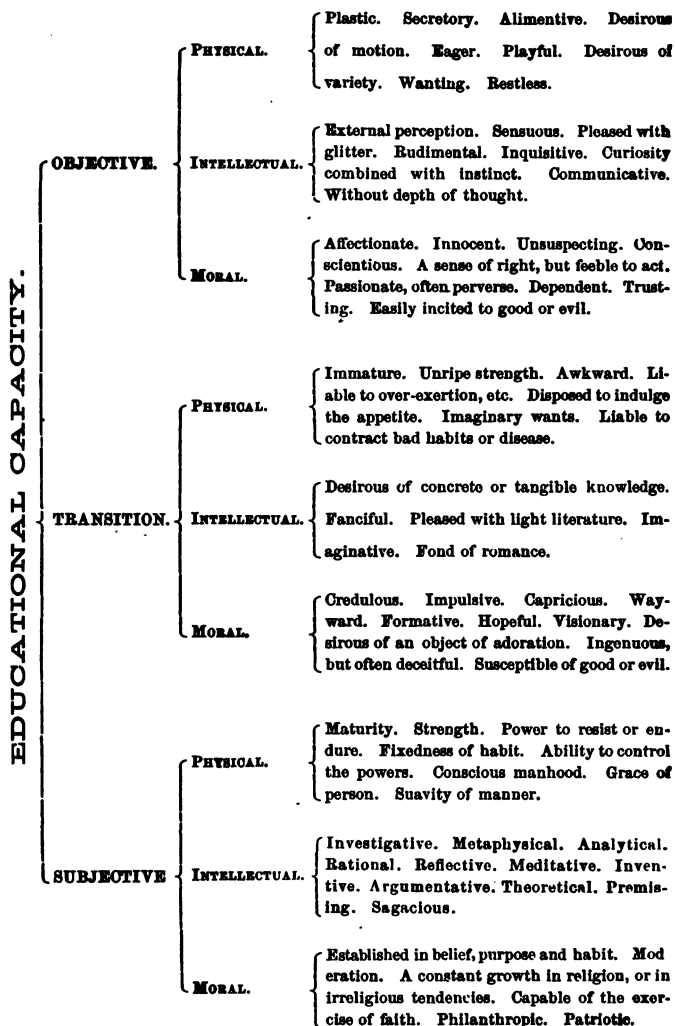 EDUCATIONAL CAPACITY.
OBJECTIVE.
PHYSICAL.
Plastic. Secretory. Alimentive. Desirous
of motion. Eager. Playful. Desirous of
variety. Wanting. Restless.
INTELLECTUAL.
External perception. Sensuous. Pleased with
glitter. Rudimental. Inquisitive. Curiosity
combined with instinct. Communicative.
Without depth of thought.
MORAL.
Affectionate. Innocent. Unsuspecting. Con-
scientious. A sense of right, but feeble to act.
Passionate, often perverse. Dependent. Trust-
ing. Easily incited to good or evil.
TRANSITION.
PHYSICAL.
Immature. Unripe strength. Awkward. Li-
able to over-exertion, etc. Disposed to indulge
the appetite. Imaginary wants. Liable to
contract bad habits or disease.
INTELLECTUAL.
Desirous of concrete or tangible knowledge.
Fanciful. Pleased with light literature. Im-
aginative. Fond of romance.
MORAL.
Credulous. Impulsive. Capricious. Way-
ward. Formative. Hopeful. Visionary. De-
sirous of an object of adoration. Ingenuous,
but often deceitful. Susceptible of good or evil.
SUBJECTIVE
PHYSICAL.
Maturity. Strength. Power to resist or en-
dure. Fixedness of habit. Ability to control
the powers. Conscious manhood. Grace of
person. Suavity of manner.
INTELLECTUAL.
Investigative. Metaphysical. Analytical.
Rational. Reflective. Meditative. Inven-
tive. Argumentative. Theoretical. Promis-
ing. Sagacious.
MORAL.
Established in belief, purpose and habit. Mod
eration. A constant growth in religion, or in
irreligious tendencies. Capable of the exer-
cise of faith. Philanthropic. Patriotic.